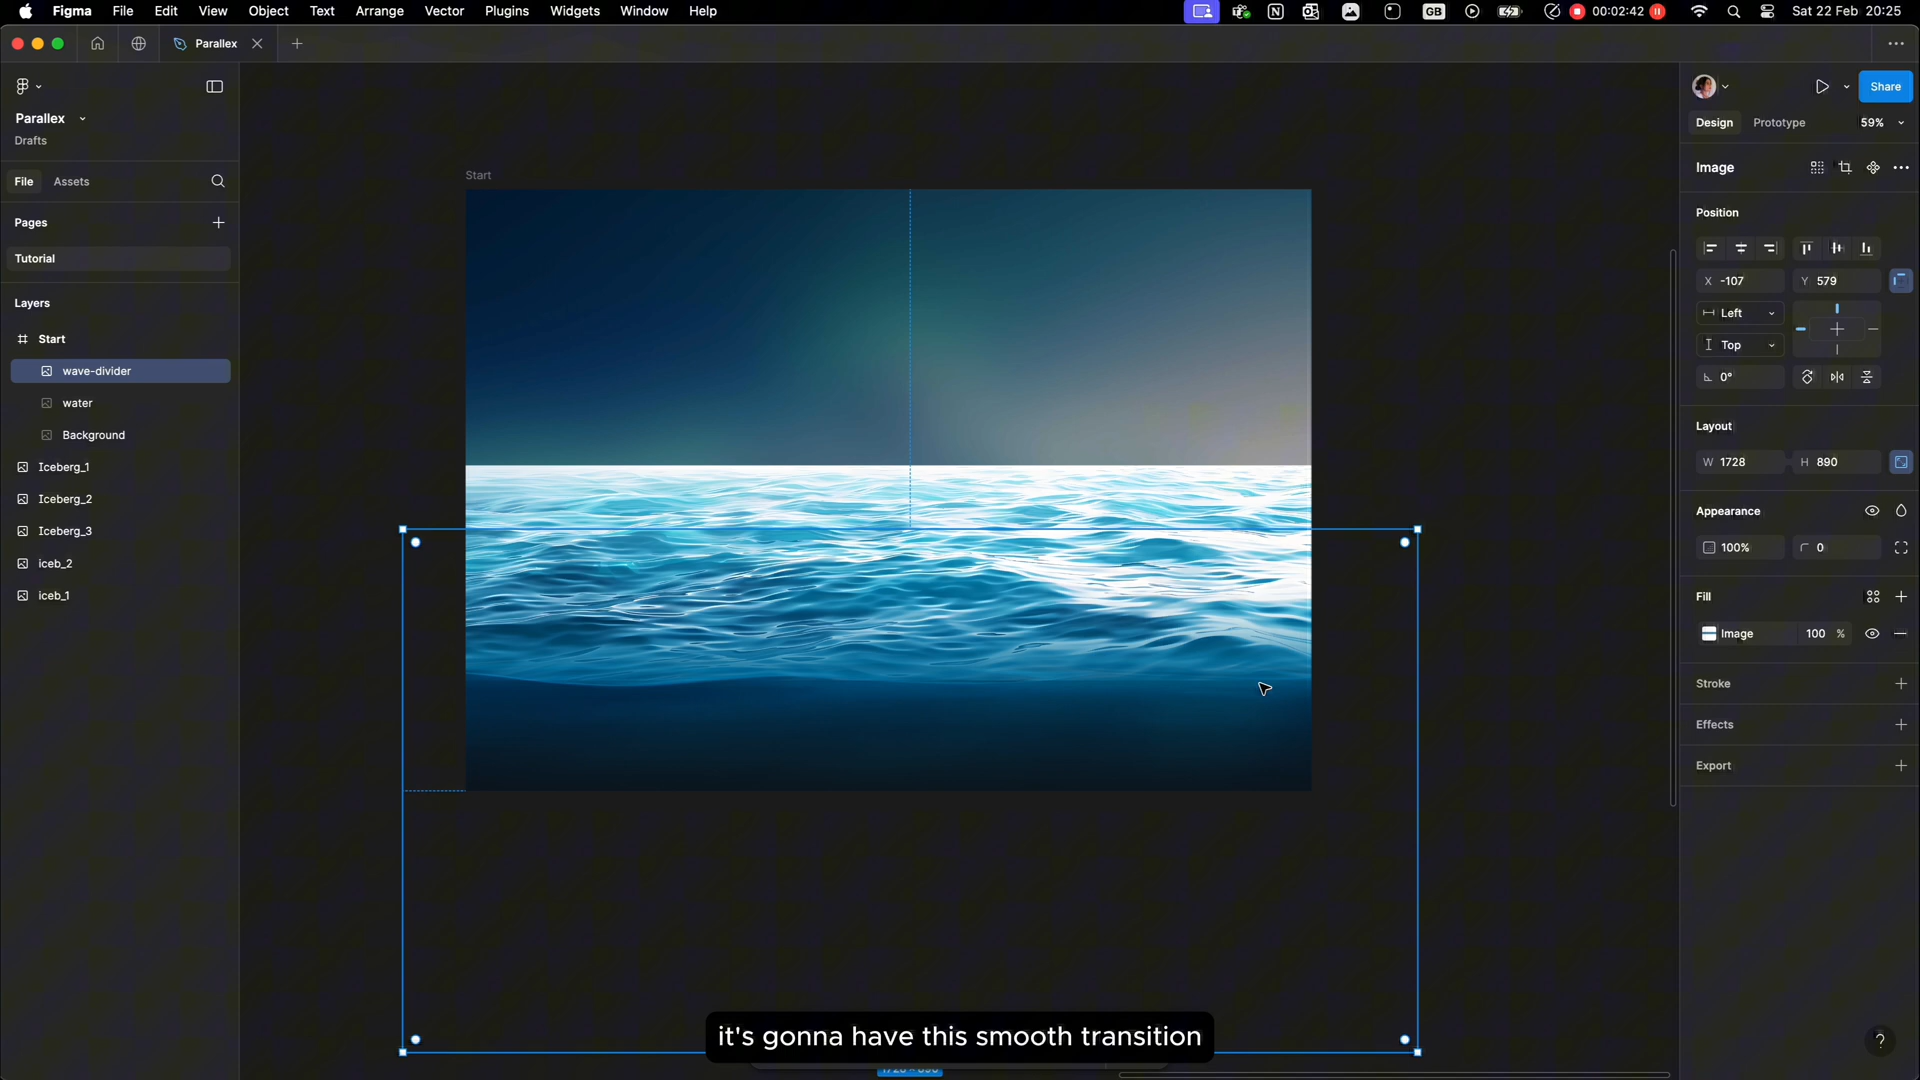 Figma File Edit View Object Text Arrange Vector Plugins Widgets Window Help
GB 00:02:42 Sat 22 Feb 20:25
Parallex
Parallex
Drafts
File Assets
Pages
Tutorial
Layers
Start
wave-divider
water
Background
Iceberg_1
Iceberg_2
Iceberg_3
iceb_2
iceb_1
Start
it's gonna have this smooth transition
Share
Design Prototype 59%
Image
Position
X -107 Y 579
Left
Top
0°
Layout
W 1728 H 890
Appearance
100% 0
Fill
Image 100 %
Stroke
Effects
Export
?